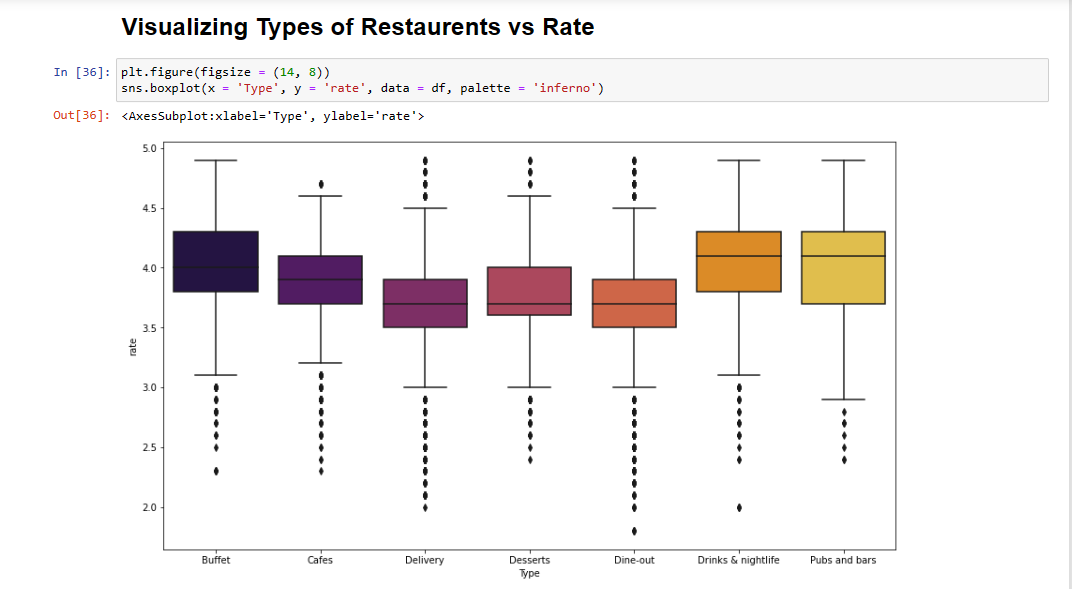 Visualizing Types of Restaurents vs Rate
In [36]: plt.figure(figsize = (14, 8))
sns.boxplot(x = 'Type', y = 'rate', data = df, palette = 'inferno')
Out[36]: <AxesSubplot:xlabel='Type', ylabel='rate'>
5.0
4.5
4.0
3.5
rate
3.0
2.5
2.0
Buffet Cafes Delivery Desserts Dine-out Drinks & nightlife Pubs and bars
Type